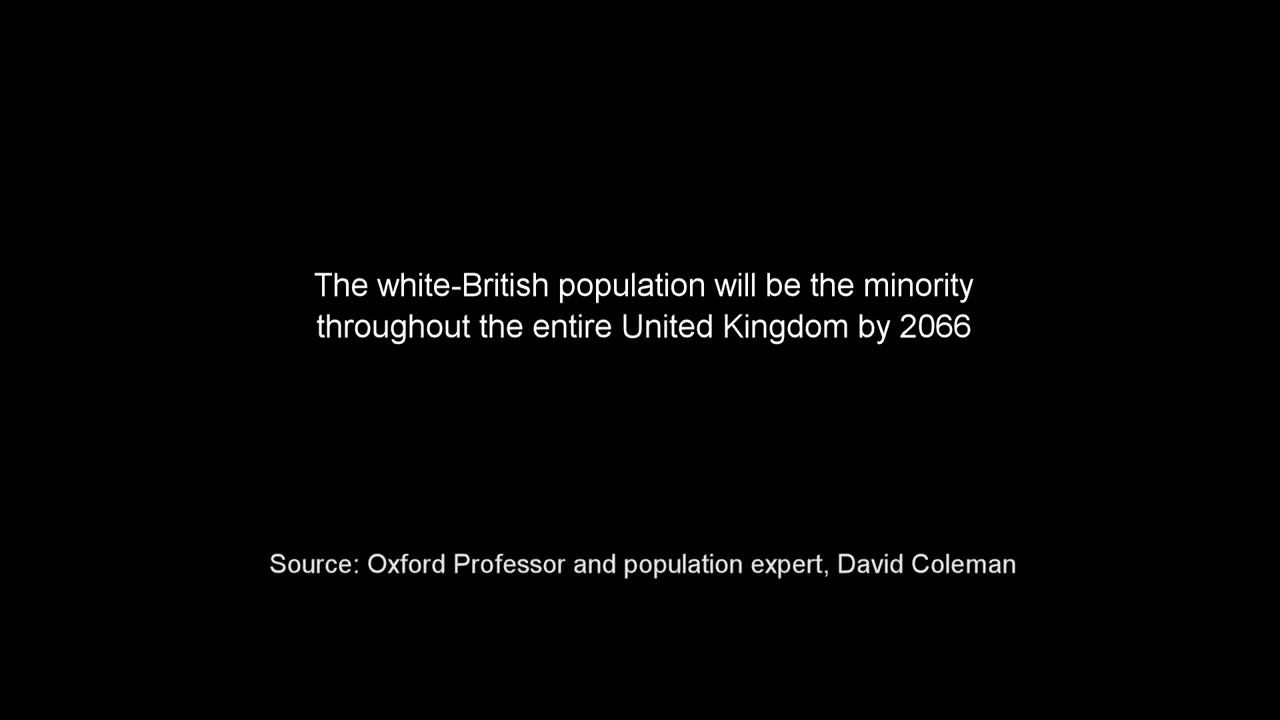 The white-British population will be the minority
throughout the entire United Kingdom by 2066
Source: Oxford Professor and population expert, David Coleman